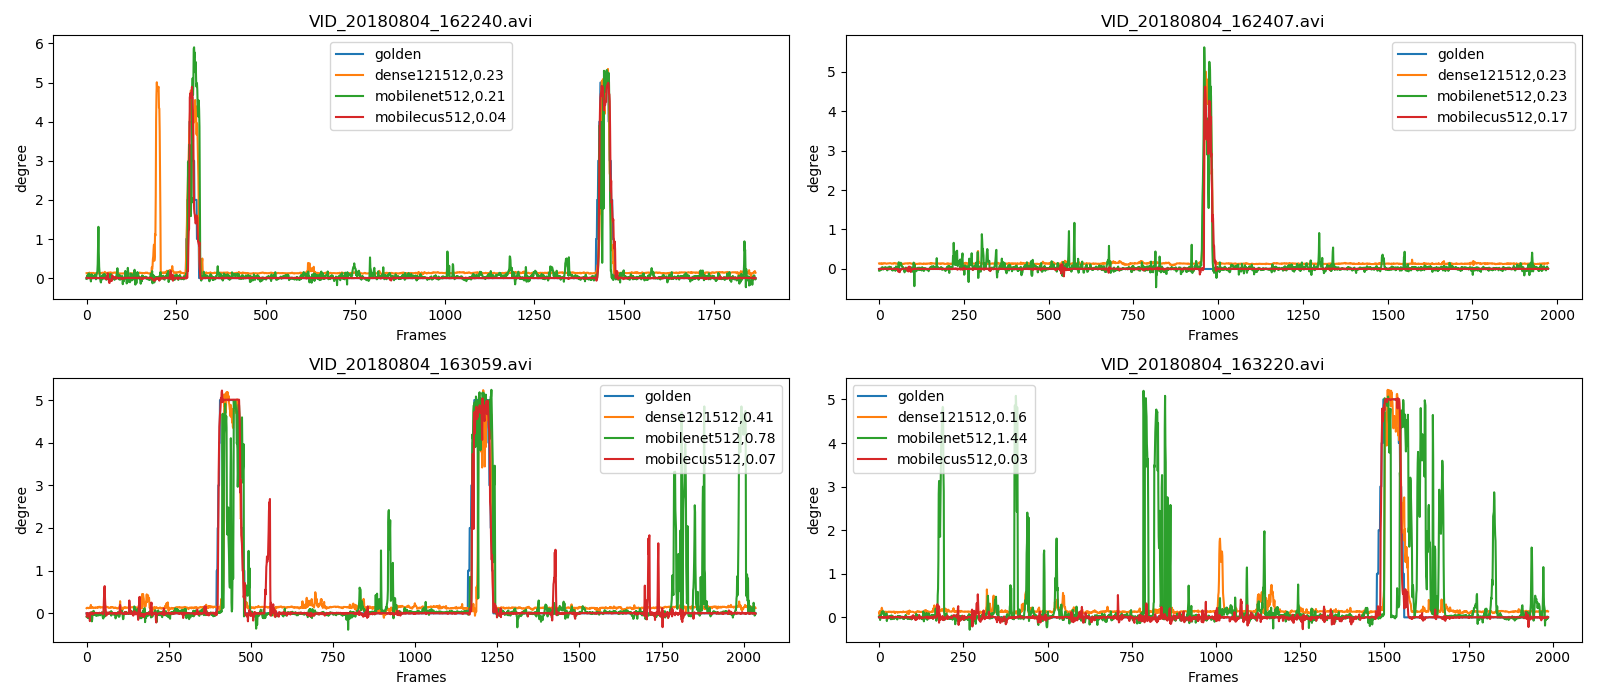 VID_20180804_162240.avi
6
5
4
3
2
1
0
degree
golden
dense121512,0.23
mobilenet512,0.21
mobilecus512,0.04
0 250 500 750 1000 1250 1500 1750
Frames
VID_20180804_162407.avi
5
4
3
2
1
0
degree
golden
dense121512,0.23
mobilenet512,0.23
mobilecus512,0.17
0 250 500 750 1000 1250 1500 1750 2000
Frames
VID_20180804_163059.avi
5
4
3
2
1
0
degree
golden
dense121512,0.41
mobilenet512,0.78
mobilecus512,0.07
0 250 500 750 1000 1250 1500 1750 2000
Frames
VID_20180804_163220.avi
5
4
3
2
1
0
degree
golden
dense121512,0.16
mobilenet512,1.44
mobilecus512,0.03
0 250 500 750 1000 1250 1500 1750 2000
Frames